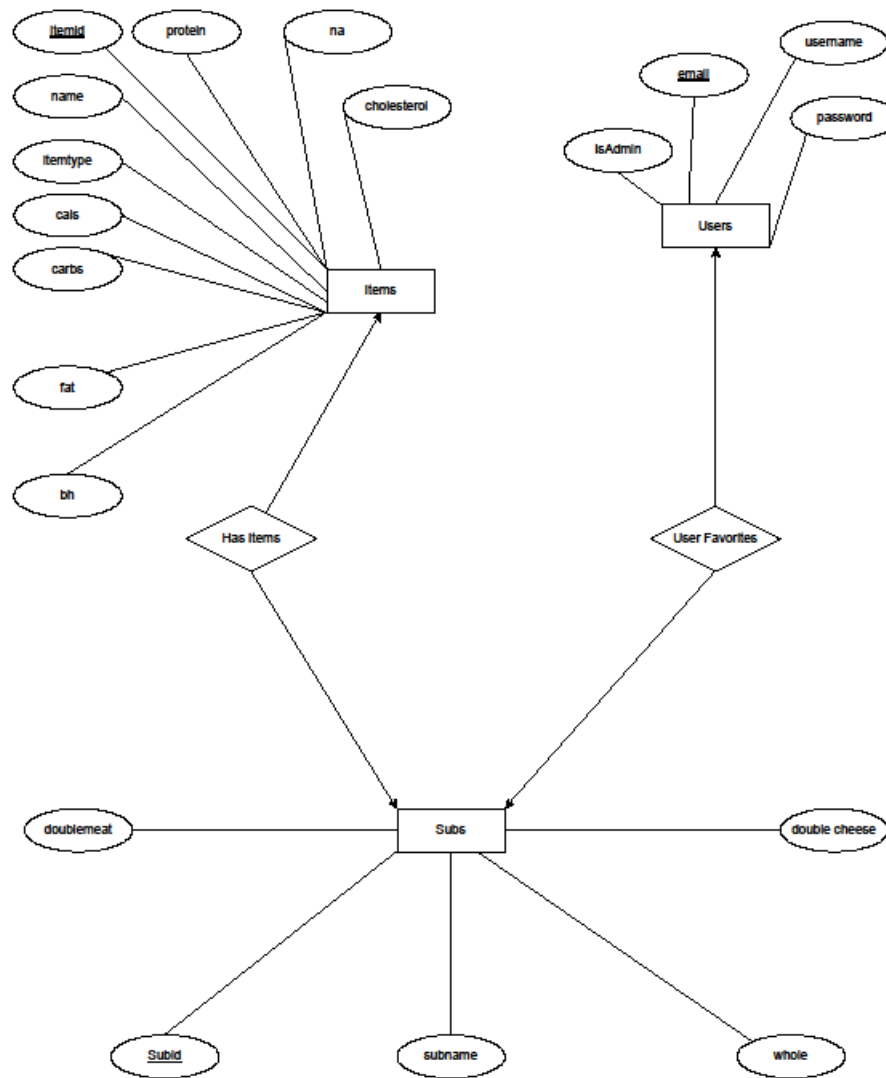 itemid
protein
na
username
email
name
cholesterol
password
isAdmin
itemtype
cals
Users
carbs
Items
fat
bh
Has Items
User Favorites
doublemeat
Subs
double cheese
Subid
subname
whole